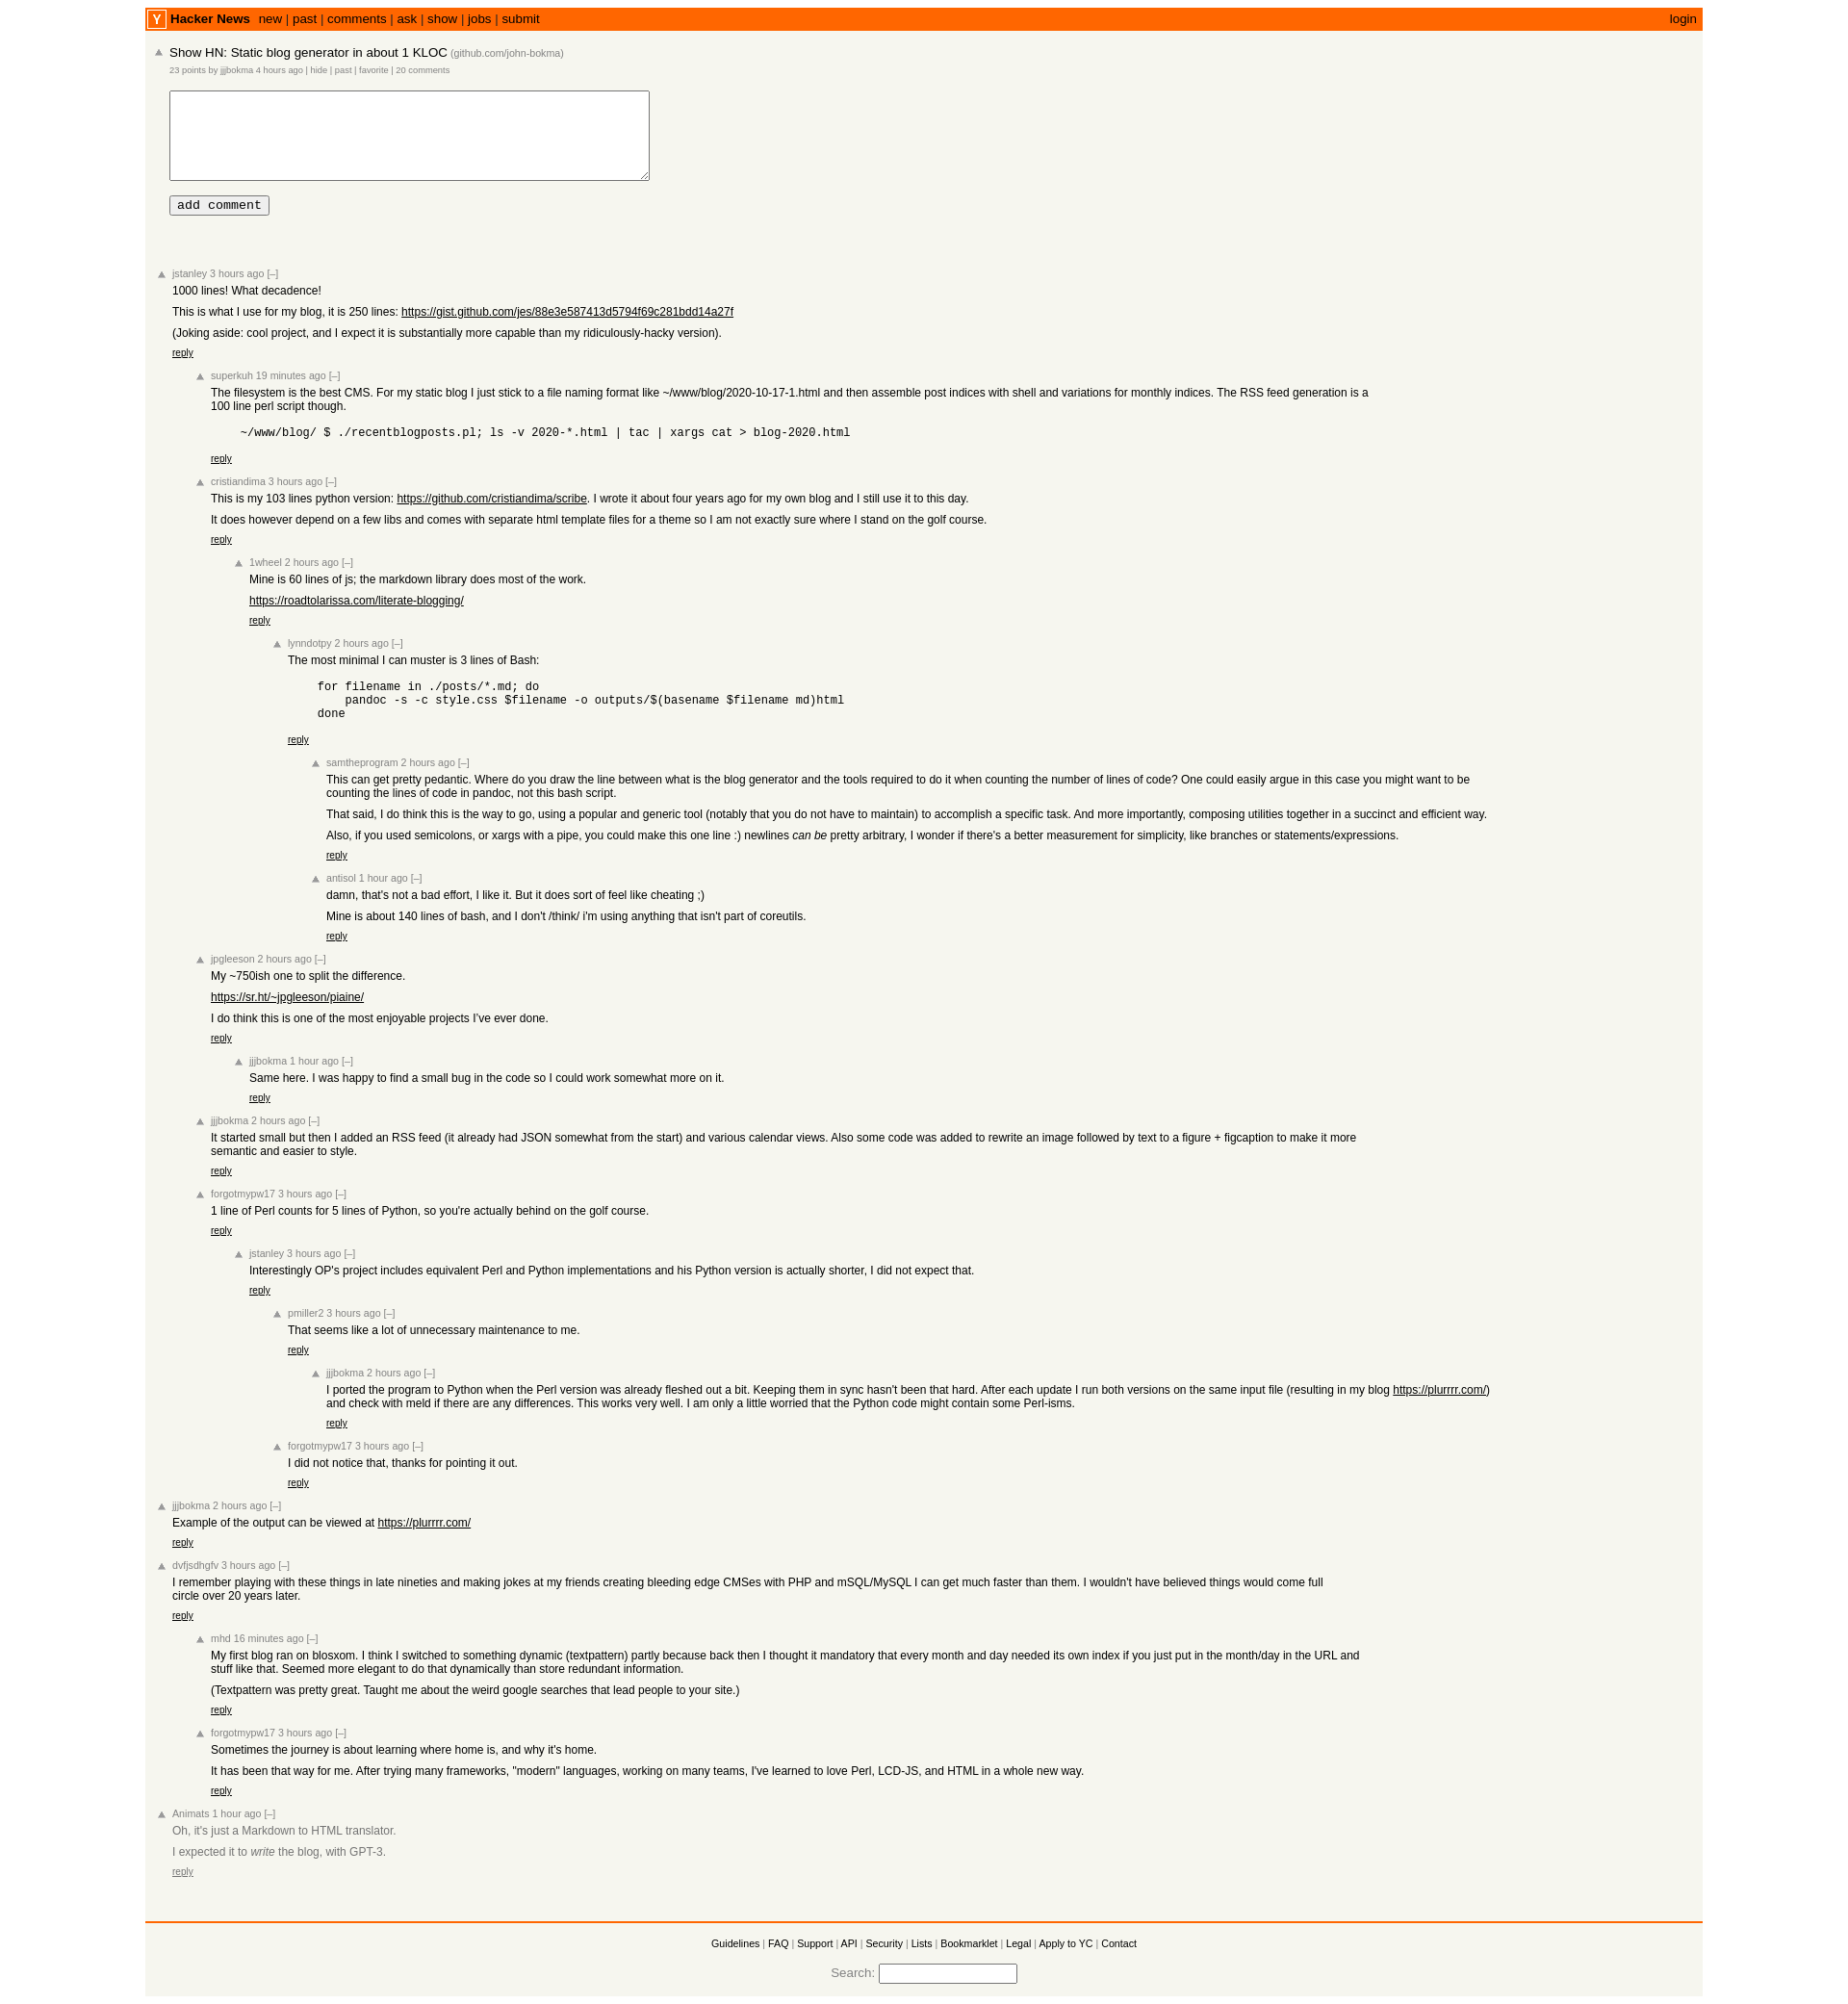 Y Hacker News new | past | comments | ask | show | jobs | submit login
Show HN: Static blog generator in about 1 KLOC (github.com/john-bokma)
23 points by jjjbokma 4 hours ago | hide | past | favorite | 20 comments
add comment
jstanley 3 hours ago [–]
1000 lines! What decadence!
This is what I use for my blog, it is 250 lines: https://gist.github.com/jes/88e3e587413d5794f69c281bdd14a27f
(Joking aside: cool project, and I expect it is substantially more capable than my ridiculously-hacky version).
reply
superkuh 19 minutes ago [–]
The filesystem is the best CMS. For my static blog I just stick to a file naming format like ~/www/blog/2020-10-17-1.html and then assemble post indices with shell and variations for monthly indices. The RSS feed generation is a
100 line perl script though.
~/www/blog/ $ ./recentblogposts.pl; ls -v 2020-*.html | tac | xargs cat > blog-2020.html
reply
cristiandima 3 hours ago [–]
This is my 103 lines python version: https://github.com/cristiandima/scribe. I wrote it about four years ago for my own blog and I still use it to this day.
It does however depend on a few libs and comes with separate html template files for a theme so I am not exactly sure where I stand on the golf course.
reply
1wheel 2 hours ago [–]
Mine is 60 lines of js; the markdown library does most of the work.
https://roadtolarissa.com/literate-blogging/
reply
lynndotpy 2 hours ago [–]
The most minimal I can muster is 3 lines of Bash:
for filename in ./posts/*.md; do
pandoc -s -c style.css $filename -o outputs/$(basename $filename md)html
done
reply
samtheprogram 2 hours ago [–]
This can get pretty pedantic. Where do you draw the line between what is the blog generator and the tools required to do it when counting the number of lines of code? One could easily argue in this case you might want to be
counting the lines of code in pandoc, not this bash script.
That said, I do think this is the way to go, using a popular and generic tool (notably that you do not have to maintain) to accomplish a specific task. And more importantly, composing utilities together in a succinct and efficient way.
Also, if you used semicolons, or xargs with a pipe, you could make this one line :) newlines can be pretty arbitrary, I wonder if there's a better measurement for simplicity, like branches or statements/expressions.
reply
antisol 1 hour ago [–]
damn, that's not a bad effort, I like it. But it does sort of feel like cheating ;)
Mine is about 140 lines of bash, and I don't /think/ i'm using anything that isn't part of coreutils.
reply
jpgleeson 2 hours ago [–]
My ~750ish one to split the difference.
https://sr.ht/~jpgleeson/piaine/
I do think this is one of the most enjoyable projects I've ever done.
reply
jjjbokma 1 hour ago [–]
Same here. I was happy to find a small bug in the code so I could work somewhat more on it.
reply
jjjbokma 2 hours ago [–]
It started small but then I added an RSS feed (it already had JSON somewhat from the start) and various calendar views. Also some code was added to rewrite an image followed by text to a figure + figcaption to make it more
semantic and easier to style.
reply
forgotmypw17 3 hours ago [–]
1 line of Perl counts for 5 lines of Python, so you're actually behind on the golf course.
reply
jstanley 3 hours ago [–]
Interestingly OP's project includes equivalent Perl and Python implementations and his Python version is actually shorter, I did not expect that.
reply
pmiller2 3 hours ago [–]
That seems like a lot of unnecessary maintenance to me.
reply
jjjbokma 2 hours ago [–]
I ported the program to Python when the Perl version was already fleshed out a bit. Keeping them in sync hasn't been that hard. After each update I run both versions on the same input file (resulting in my blog https://plurrrr.com/)
and check with meld if there are any differences. This works very well. I am only a little worried that the Python code might contain some Perl-isms.
reply
forgotmypw17 3 hours ago [–]
I did not notice that, thanks for pointing it out.
reply
jjjbokma 2 hours ago [–]
Example of the output can be viewed at https://plurrrr.com/
reply
dvfjsdhgfv 3 hours ago [–]
I remember playing with these things in late nineties and making jokes at my friends creating bleeding edge CMSes with PHP and mSQL/MySQL I can get much faster than them. I wouldn't have believed things would come full
circle over 20 years later.
reply
mhd 16 minutes ago [–]
My first blog ran on blosxom. I think I switched to something dynamic (textpattern) partly because back then I thought it mandatory that every month and day needed its own index if you just put in the month/day in the URL and
stuff like that. Seemed more elegant to do that dynamically than store redundant information.
(Textpattern was pretty great. Taught me about the weird google searches that lead people to your site.)
reply
forgotmypw17 3 hours ago [–]
Sometimes the journey is about learning where home is, and why it's home.
It has been that way for me. After trying many frameworks, "modern" languages, working on many teams, I've learned to love Perl, LCD-JS, and HTML in a whole new way.
reply
Animats 1 hour ago [–]
Oh, it's just a Markdown to HTML translator.
I expected it to write the blog, with GPT-3.
reply
Guidelines | FAQ | Support | API | Security | Lists | Bookmarklet | Legal | Apply to YC | Contact
Search: